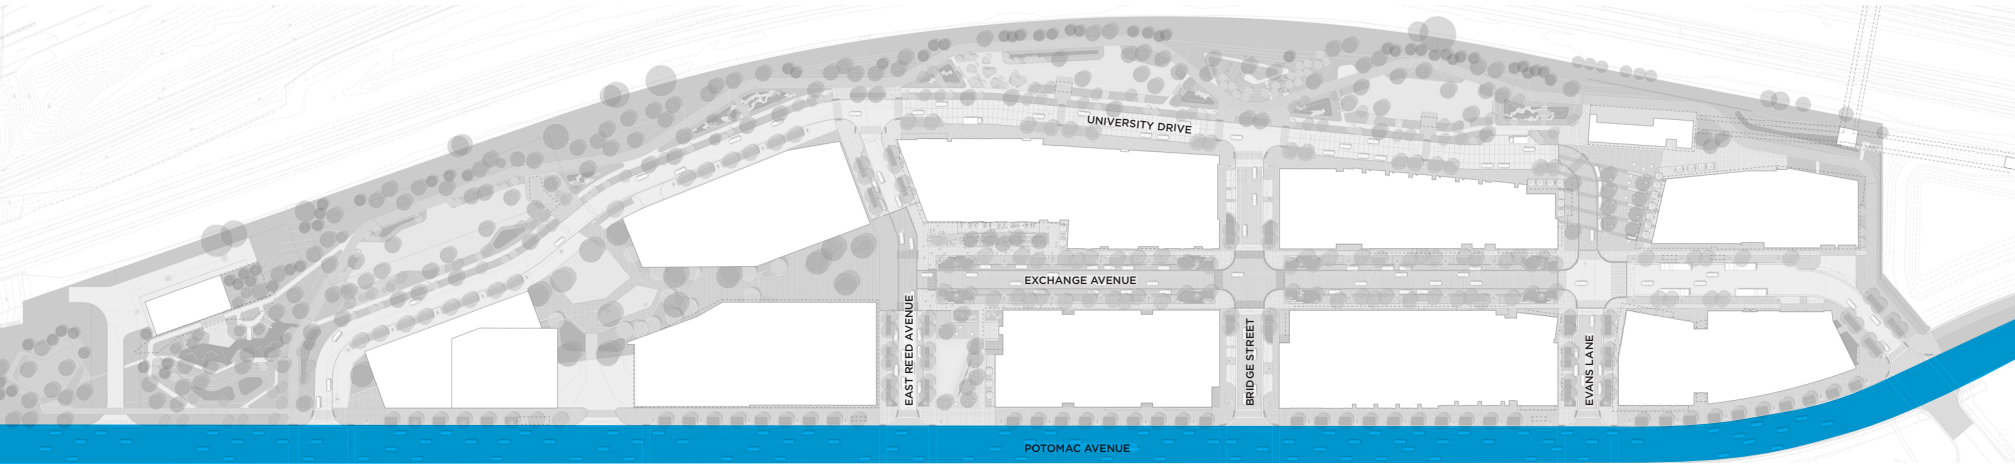 UNIVERSITY DRIVE
EXCHANGE AVENUE
EAST REED AVENUE
BRIDGE STREET
EVANS LANE
POTOMAC AVENUE